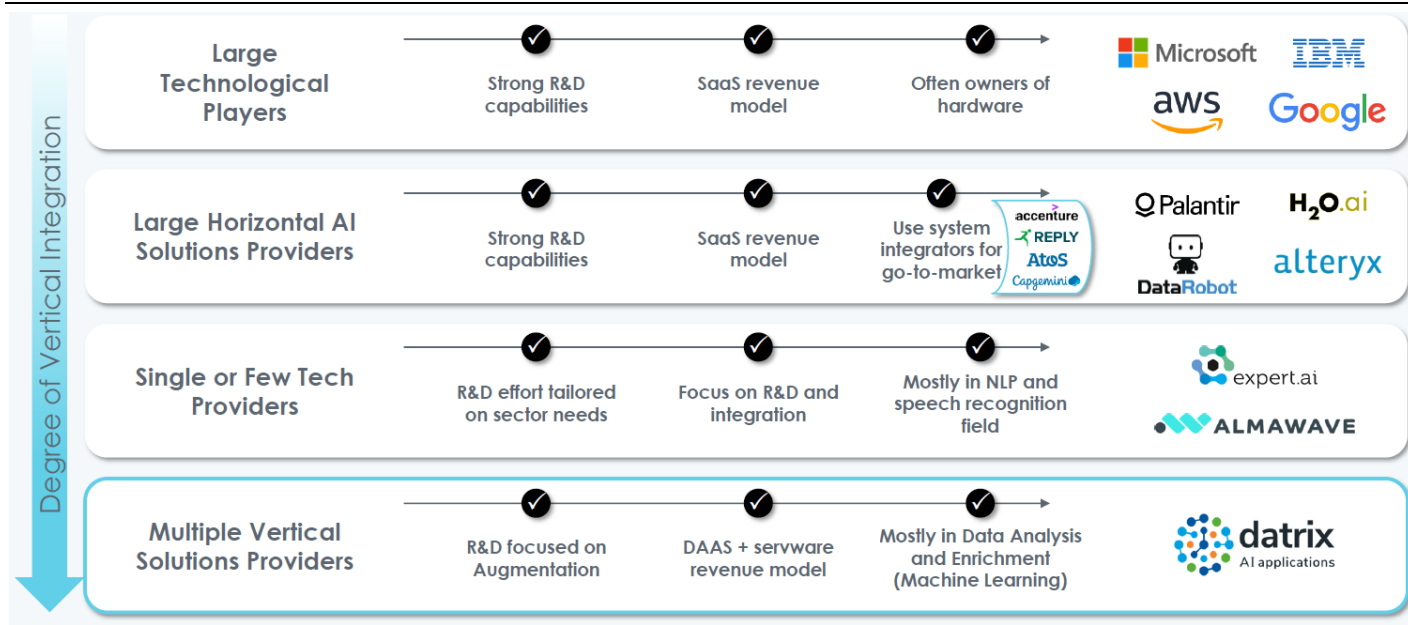 Degree of Vertical Integration
Large
Technological
Players
Strong R&D
capabilities
SaaS revenue
model
Often owners of
hardware
Microsoft
IBM
aws
Google
Large Horizontal AI
Solutions Providers
Strong R&D
capabilities
SaaS revenue
model
Use system
integrators for
go-to-market
accenture
REPLY
Atos
Capgemini
Palantir
H2O.ai
DataRobot
alteryx
Single or Few Tech
Providers
R&D effort tailored
on sector needs
Focus on R&D and
integration
Mostly in NLP and
speech recognition
field
expert.ai
ALMAWAVE
Multiple Vertical
Solutions Providers
R&D focused on
Augmentation
DAAS + servware
revenue model
Mostly in Data Analysis
and Enrichment
(Machine Learning)
datrix
AI applications